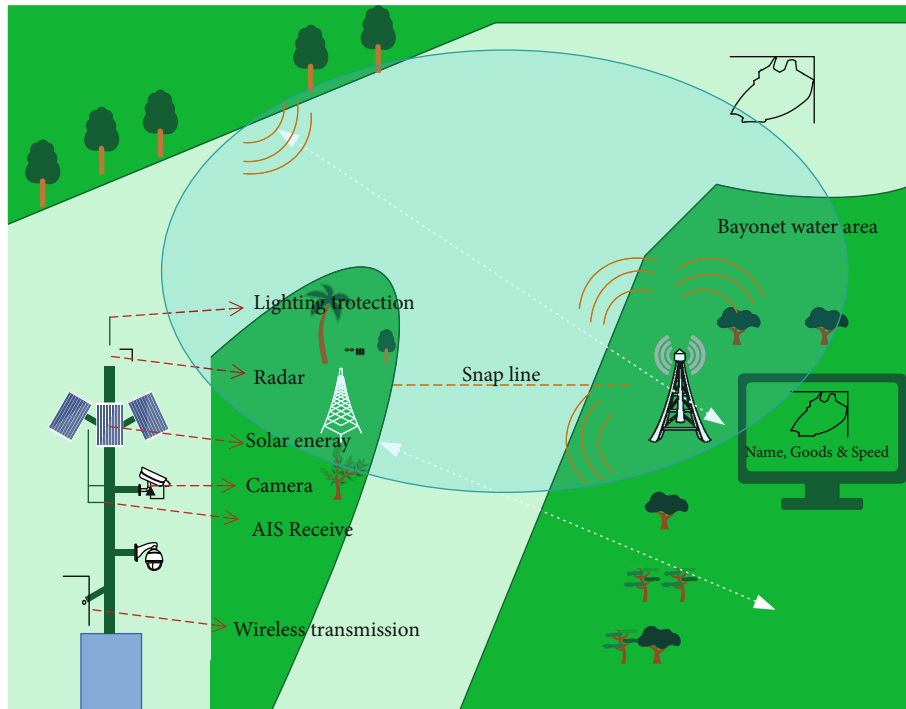 Bayonet water area
Lighting trotection
Radar
Snap line
Solar eneray
Name, Goods & Speed
Camera
AIS Receive
Wireless transmission